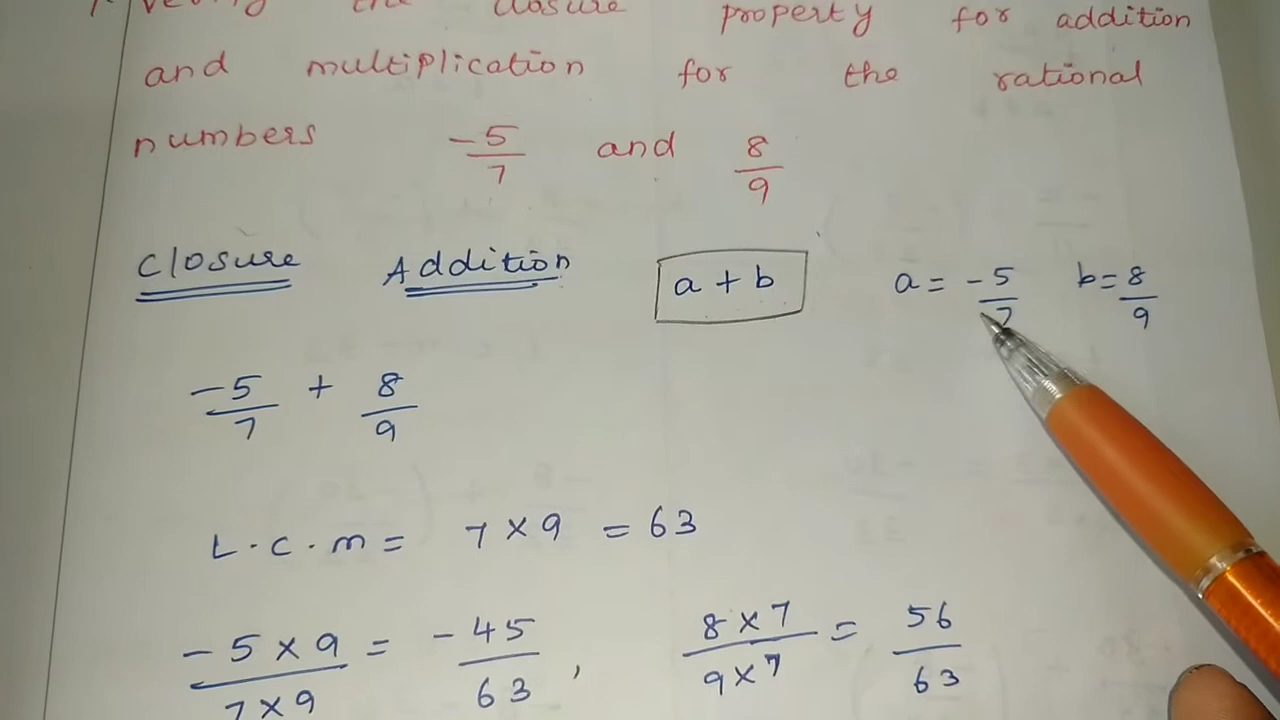 the closure property for addition
and multiplication for the rational
numbers -5/7 and 8/9
Closure Addition a + b a = -5/7 b = 8/9
-5/7 + 8/9
L.C.M = 7 × 9 = 63
-5 × 9 / 7 × 9 = -45/63 , 8 × 7 / 9 × 7 = 56/63